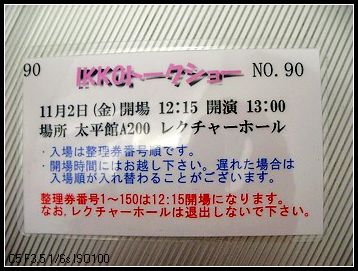 90 IKKOトークショー NO.90
11月2日(金)開場 12:15 開演 13:00
場所 太平館A200 レクチャーホール
・入場は整理券番号順です。
・開場時間にはお越し下さい。遅れた場合は
入場順が入れ替わることがございます。
整理券番号1～150は12:15開場になります。
なお、レクチャーホールは退出しないで下さい。
C5 F3.5 1/6s ISO100